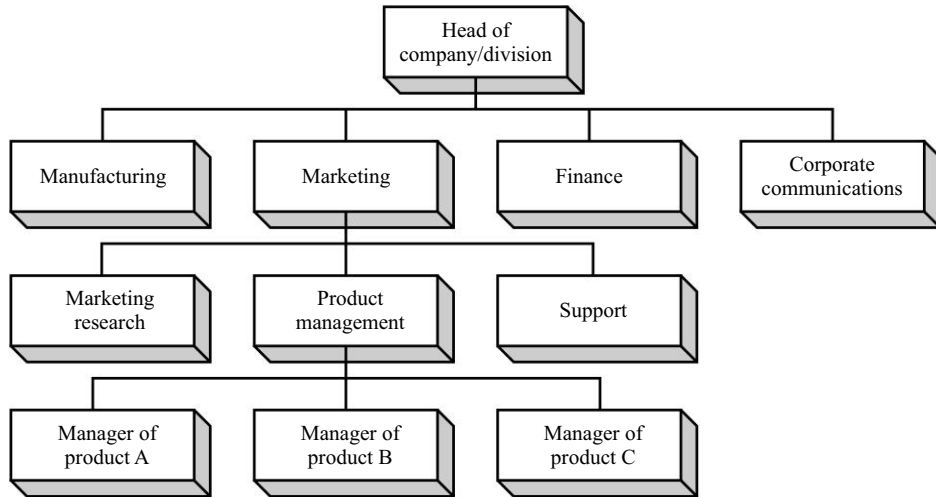 Head of
company/division
Manufacturing
Marketing
Finance
Corporate
communications
Marketing
research
Product
management
Support
Manager of
product A
Manager of
product B
Manager of
product C